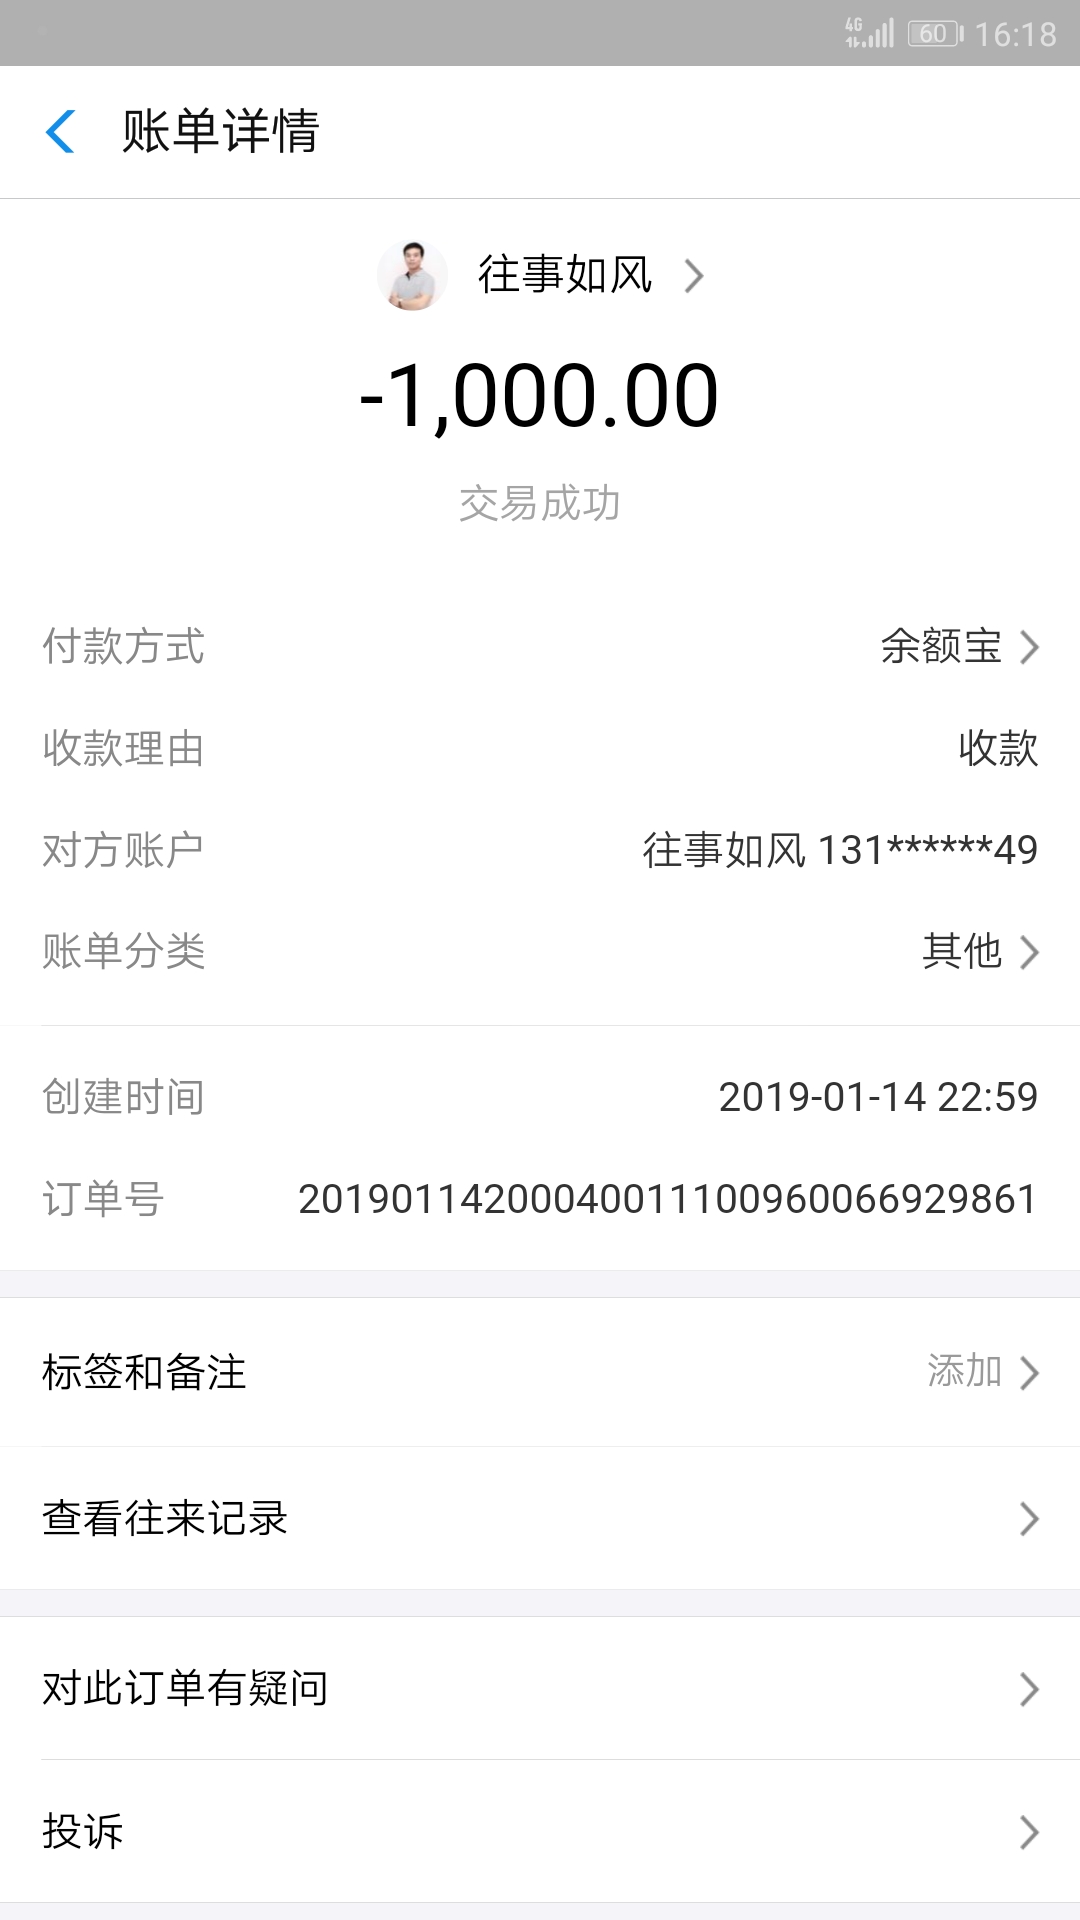 4G 60 16:18
账单详情
往事如风
-1,000.00
交易成功
付款方式 余额宝
收款理由 收款
对方账户 往事如风 131******49
账单分类 其他
创建时间 2019-01-14 22:59
订单号 20190114200040011100960066929861
标签和备注 添加
查看往来记录
对此订单有疑问
投诉